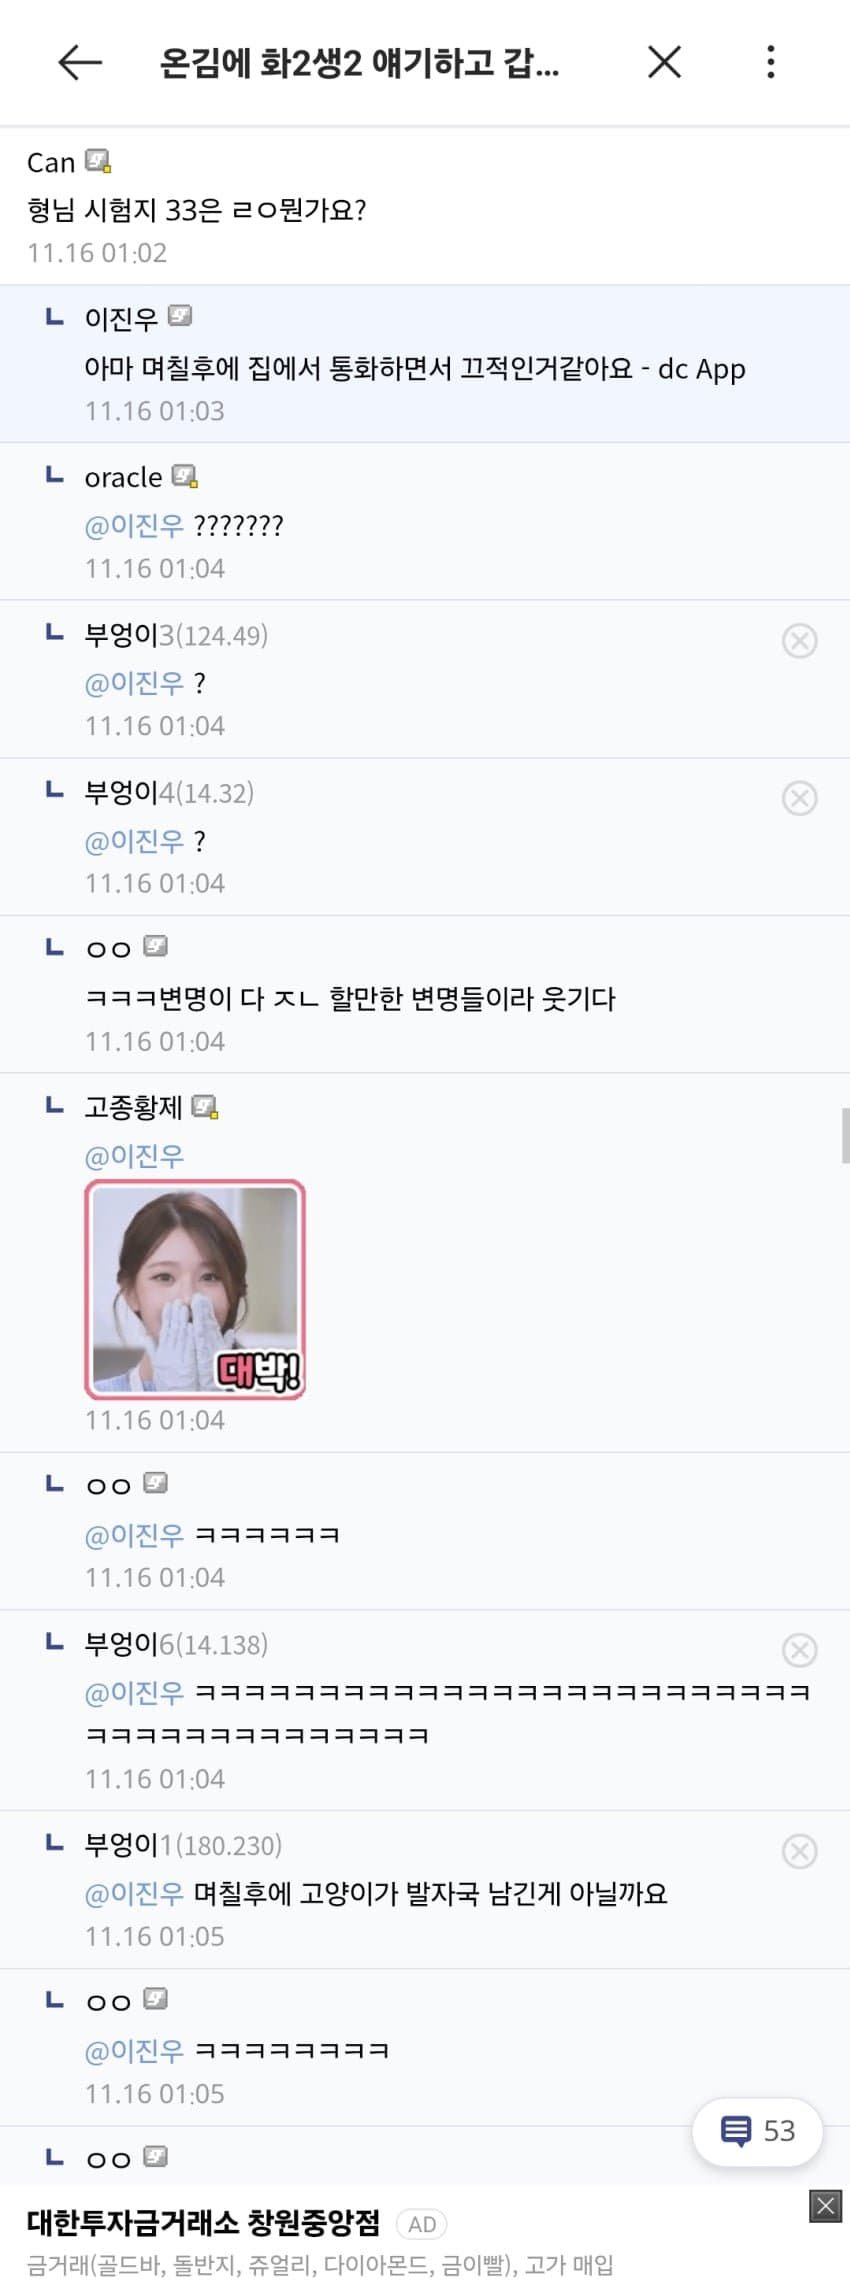 온김에 화2생2 얘기하고 갑...
Can
형님 시험지 33은 ㄹㅇ뭔가요?
11.16 01:02
이진우
아마 며칠후에 집에서 통화하면서 끄적인거같아요 - dc App
11.16 01:03
oracle
@이진우 ???????
11.16 01:04
부엉이3(124.49)
@이진우 ?
11.16 01:04
부엉이4(14.32)
@이진우 ?
11.16 01:04
ㅇㅇ
ㅋㅋㅋ변명이 다 ㅈㄴ 할만한 변명들이라 웃기다
11.16 01:04
고종황제
@이진우
대박!
11.16 01:04
ㅇㅇ
@이진우 ㅋㅋㅋㅋㅋㅋ
11.16 01:04
부엉이6(14.138)
@이진우 ㅋㅋㅋㅋㅋㅋㅋㅋㅋㅋㅋㅋㅋㅋㅋㅋㅋㅋㅋㅋㅋㅋㅋㅋㅋ
ㅋㅋㅋㅋㅋㅋㅋㅋㅋㅋㅋㅋㅋㅋ
11.16 01:04
부엉이1(180.230)
@이진우 며칠후에 고양이가 발자국 남긴게 아닐까요
11.16 01:05
ㅇㅇ
@이진우 ㅋㅋㅋㅋㅋㅋㅋㅋ
11.16 01:05
53
ㅇㅇ
대한투자금거래소 창원중앙점 AD
금거래(골드바, 돌반지, 쥬얼리, 다이아몬드, 금이빨), 고가 매입